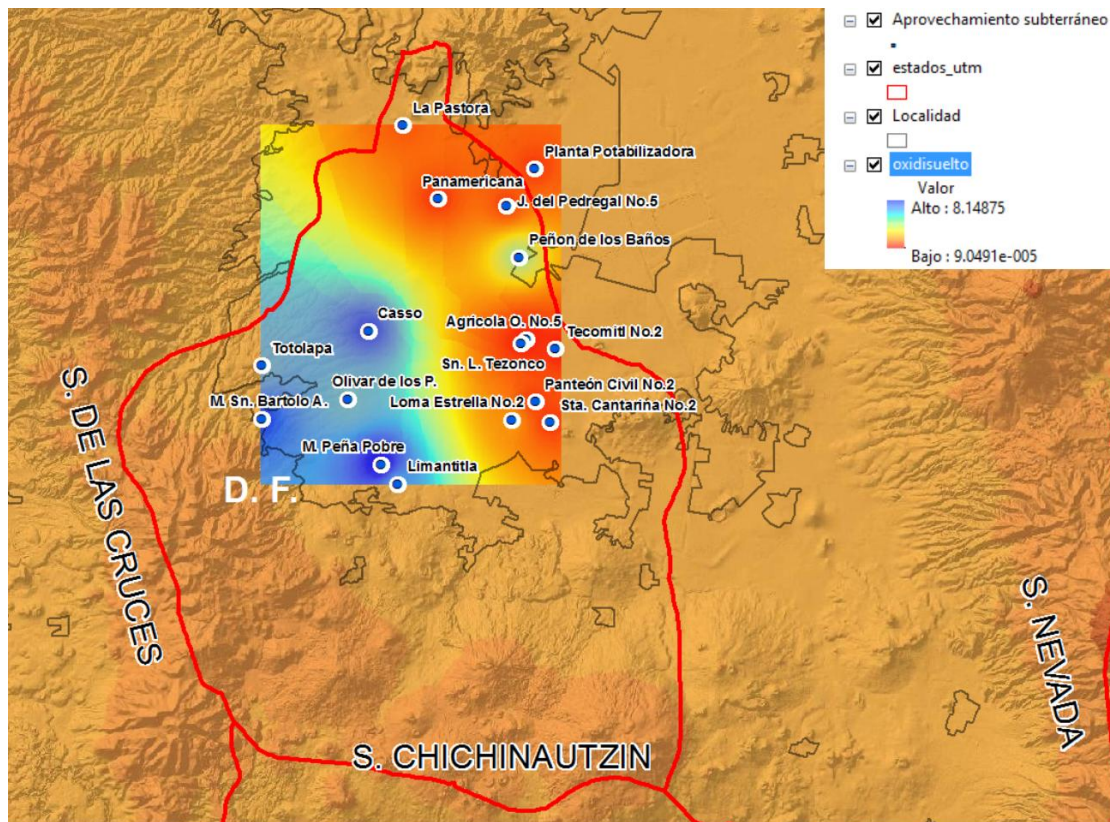 Aprovechamiento subterráneo
estados_utm
Localidad
oxidisuelto
Valor
Alto : 8.14875
Bajo : 9.0491e-005
La Pastora
Planta Potabilizadora
Panamericana
J. del Pedregal No.5
Peñon de los Baños
Casso
Agricola O. No.5
Tecomitl No.2
Totolapa
Sn. L. Tezonco
Olivar de los P.
Panteón Civil No.2
M. Sn. Bartolo A.
Loma Estrella No.2
Sta. Cantariña No.2
M. Peña Pobre
Limantitla
D. F.
S. DE LAS CRUCES
S. NEVADA
S. CHICHINAUTZIN